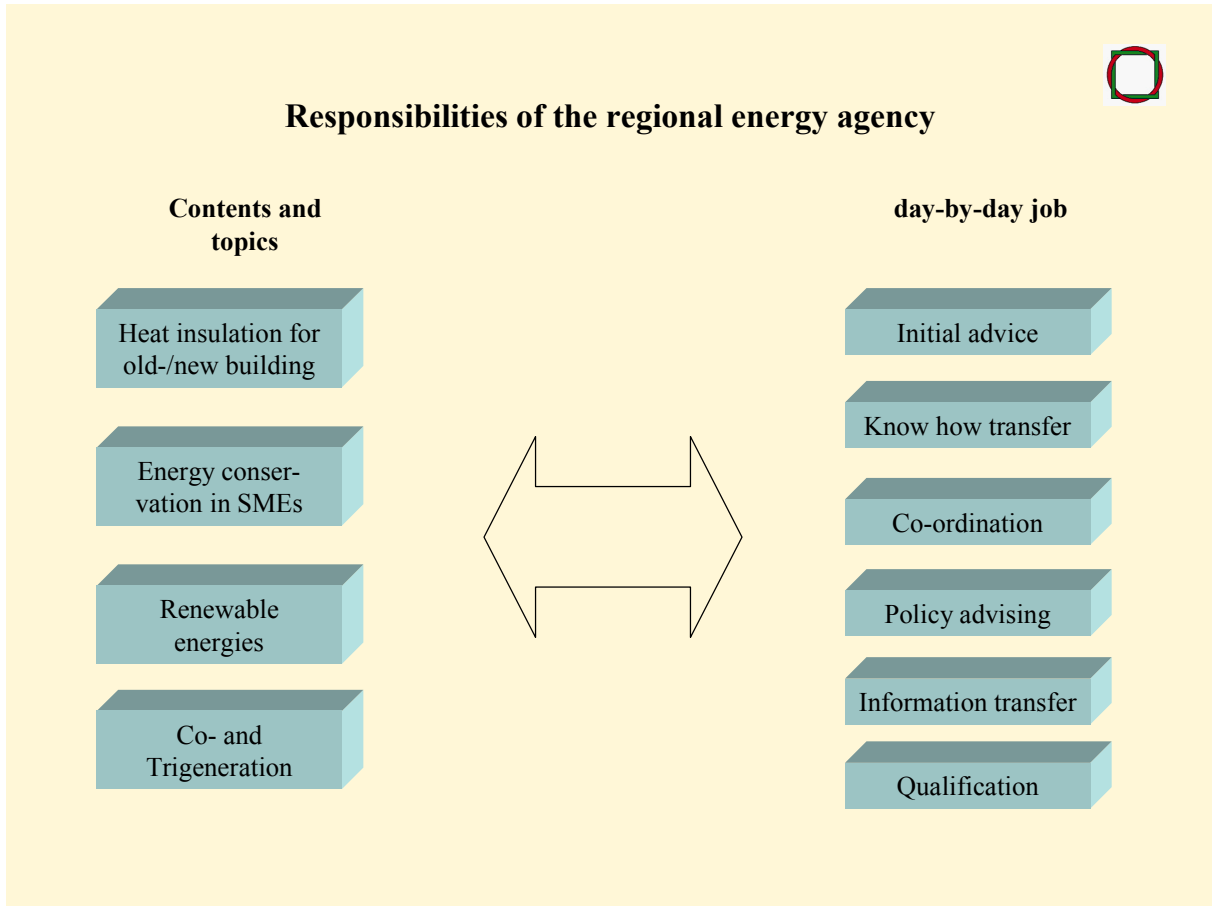 Responsibilities of the regional energy agency
Contents and
topics
Heat insulation for
old-/new building
Energy conser-
vation in SMEs
Renewable
energies
Co- and
Trigeneration
day-by-day job
Initial advice
Know how transfer
Co-ordination
Policy advising
Information transfer
Qualification